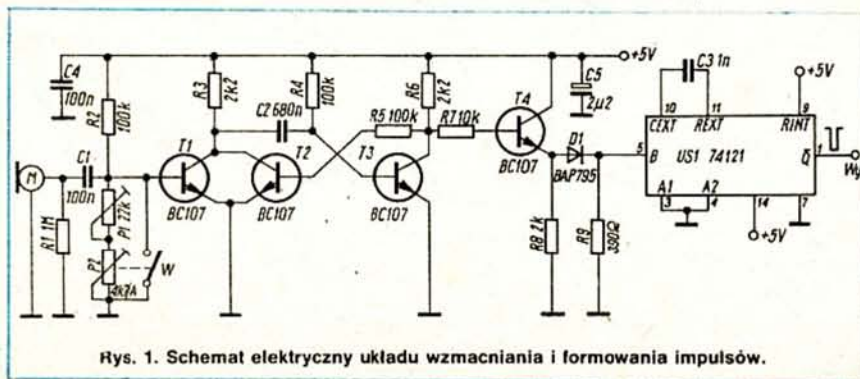 +5V
C4
100n
R2
100k
R3
2k2
R4
100k
C2 680n
R5 100k
R6
2k2
R7 10k
T4
BC107
C5
2µ2
D1
BAP795
C3 1n
+5V
10
11
9
CEXT
REXT
RINT
5
B
US1 74121
Q̅
1
Wy
A1
A2
3
4
14
7
+5V
M
C1
100n
T1
BC107
T2
BC107
T3
BC107
R1 1M
P1 22k
P2
4k7A
W
R8 2k
R9
390Ω
Rys. 1. Schemat elektryczny układu wzmacniania i formowania impulsów.